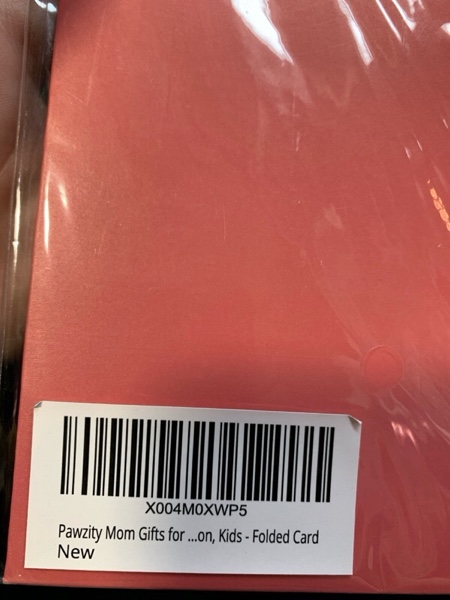 X004M0XWP5
Pawzity Mom Gifts for ...on, Kids - Folded Card
New